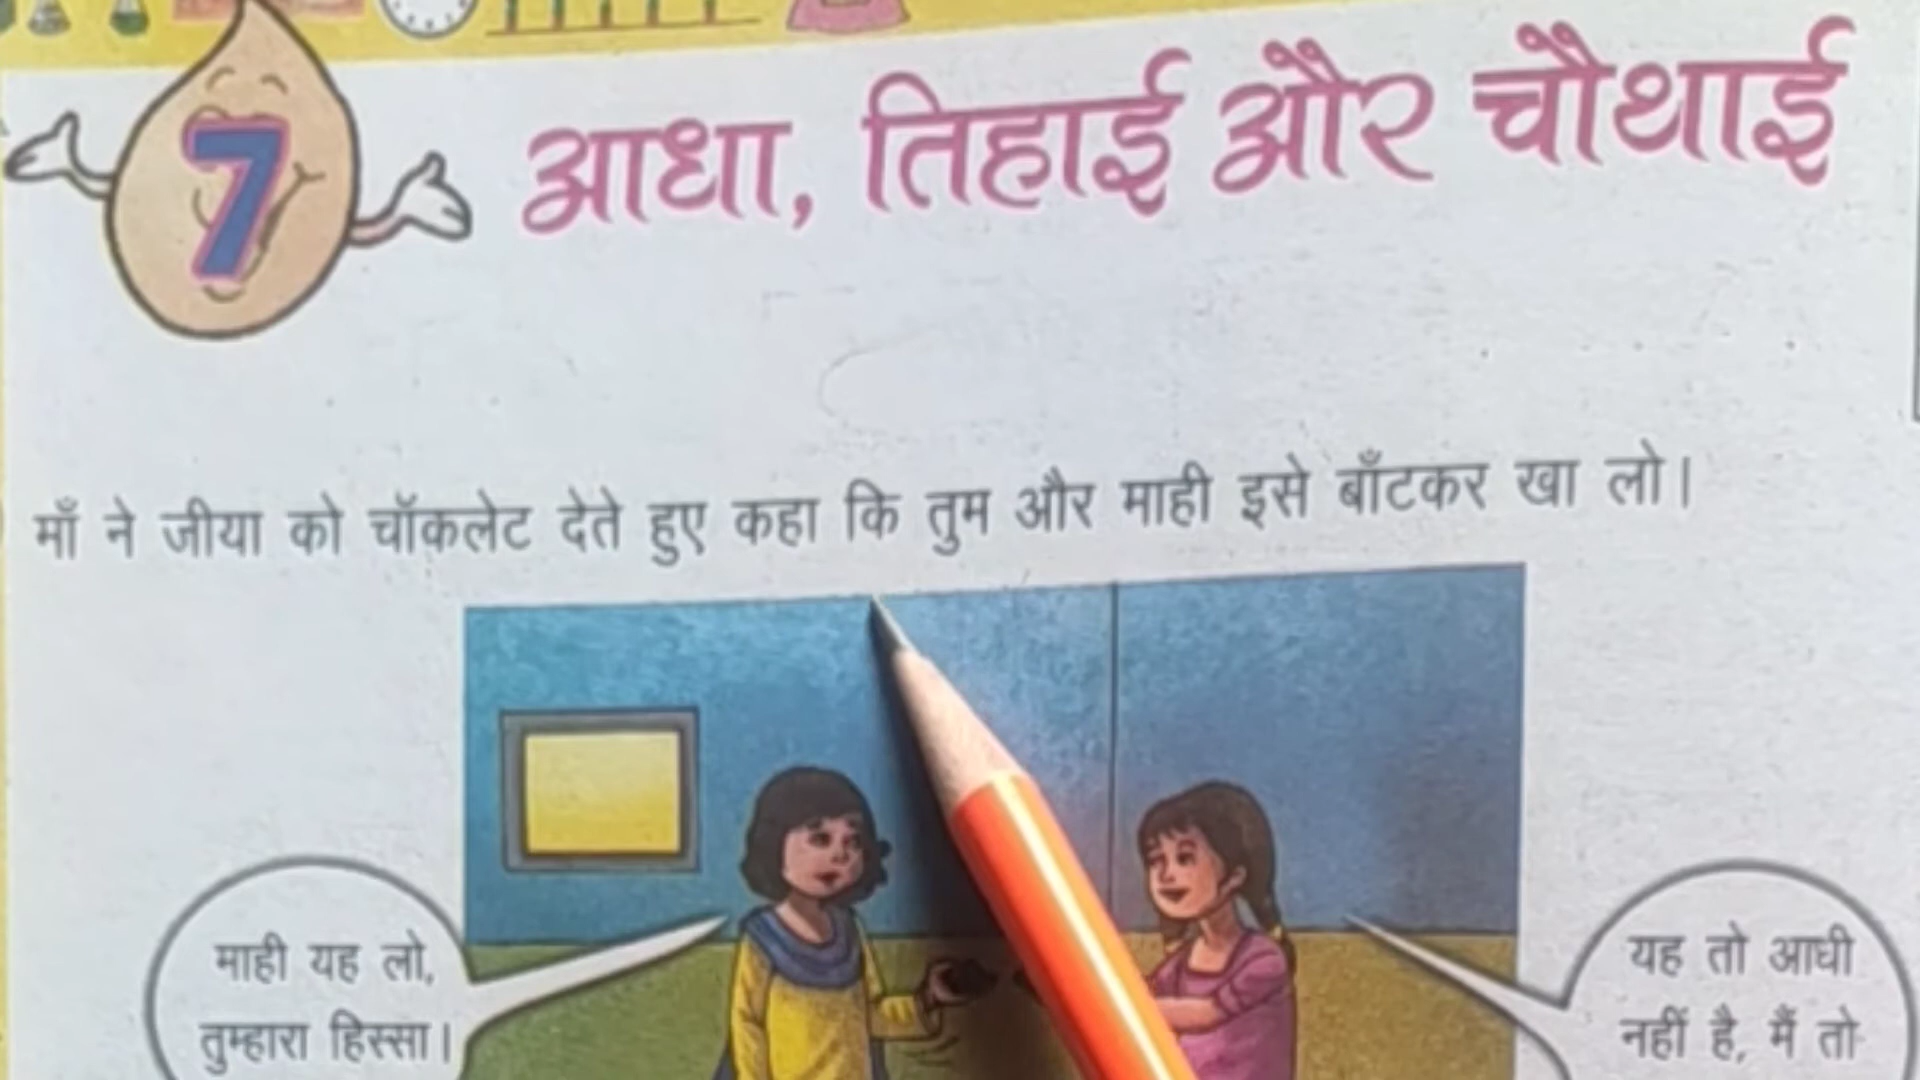 7
आधा, तिहाई और चौथाई
माँ ने जीया को चॉकलेट देते हुए कहा कि तुम और माही इसे बाँटकर खा लो।
माही यह लो,
तुम्हारा हिस्सा।
यह तो आधी
नहीं है, मैं तो